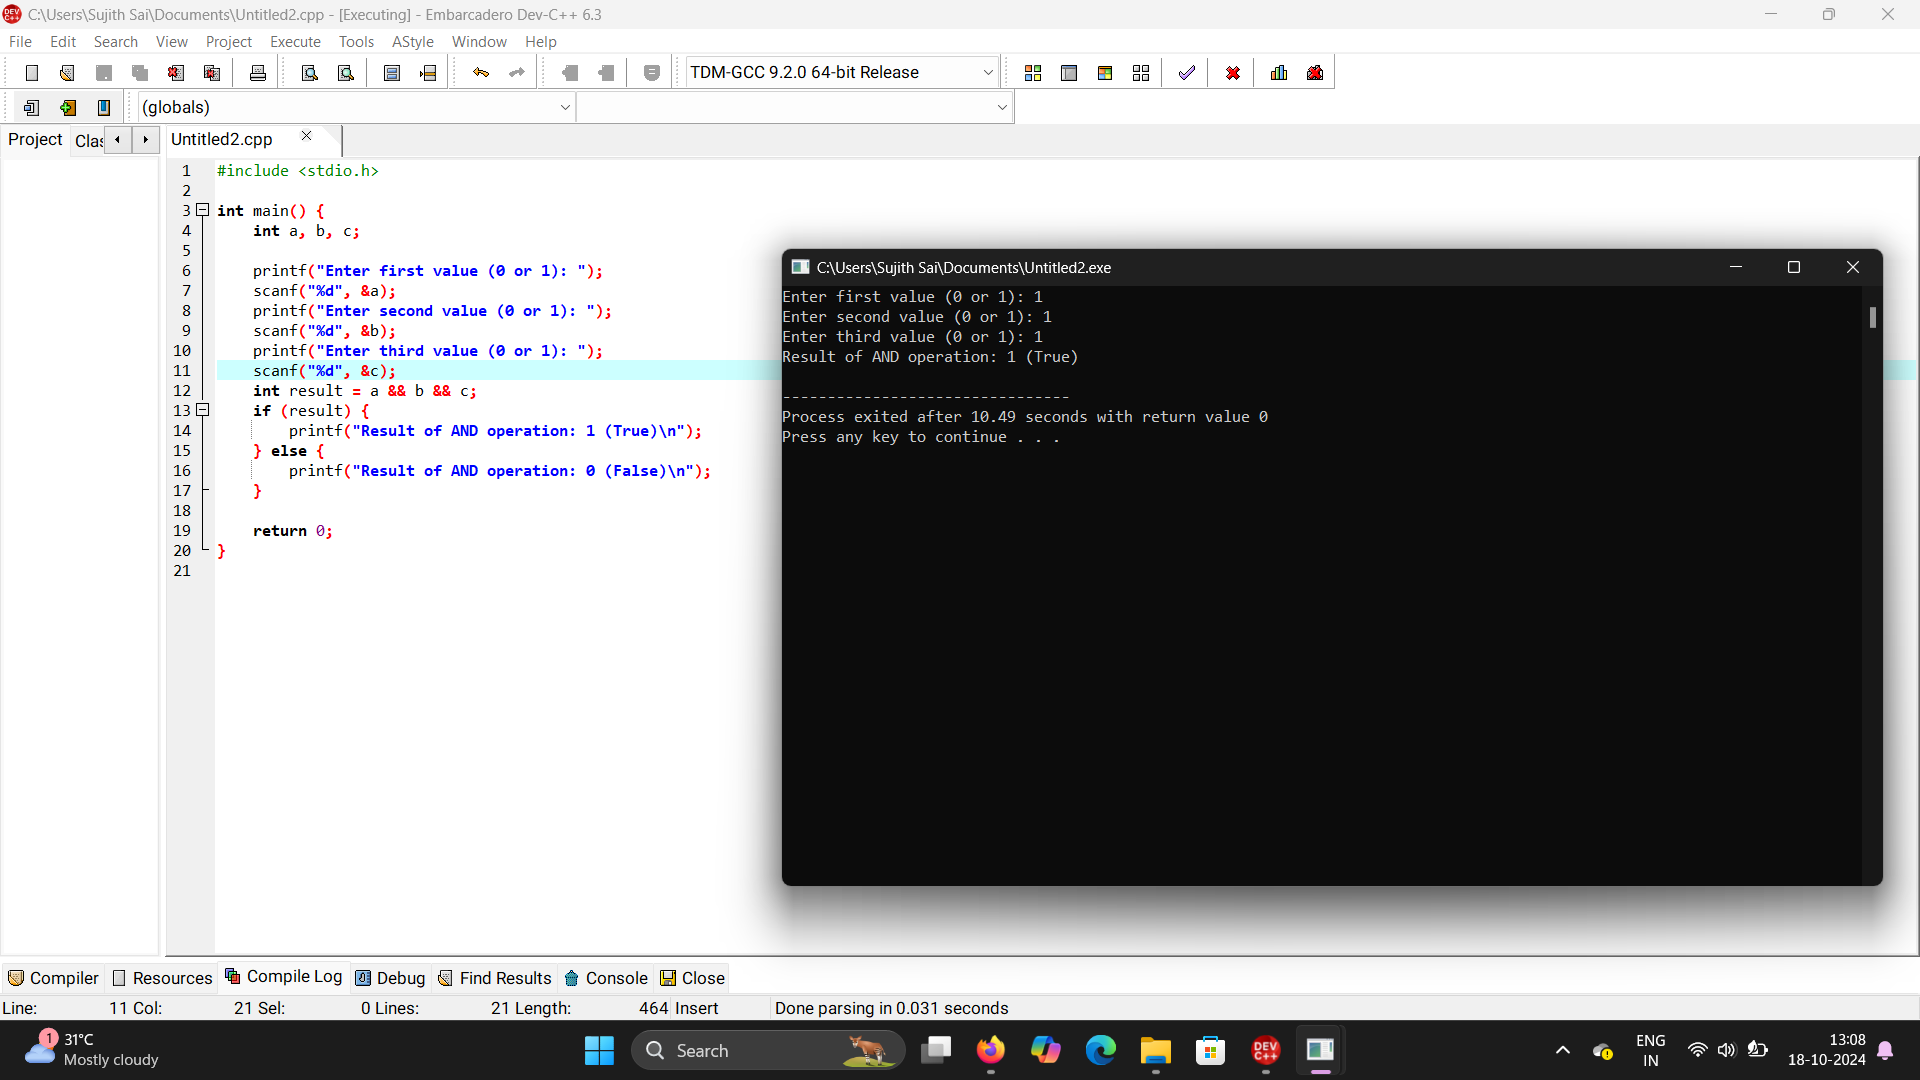 C:\Users\Sujith Sai\Documents\Untitled2.cpp - [Executing] - Embarcadero Dev-C++ 6.3
File Edit Search View Project Execute Tools AStyle Window Help
TDM-GCC 9.2.0 64-bit Release
(globals)
Project Clas Untitled2.cpp
1 #include <stdio.h>
2
3 int main() {
4 int a, b, c;
5
6 printf("Enter first value (0 or 1): ");
7 scanf("%d", &a);
8 printf("Enter second value (0 or 1): ");
9 scanf("%d", &b);
10 printf("Enter third value (0 or 1): ");
11 scanf("%d", &c);
12 int result = a && b && c;
13 if (result) {
14 printf("Result of AND operation: 1 (True)\n");
15 } else {
16 printf("Result of AND operation: 0 (False)\n");
17 }
18
19 return 0;
20 }
21
C:\Users\Sujith Sai\Documents\Untitled2.exe
Enter first value (0 or 1): 1
Enter second value (0 or 1): 1
Enter third value (0 or 1): 1
Result of AND operation: 1 (True)
--------------------------------
Process exited after 10.49 seconds with return value 0
Press any key to continue . . .
Compiler Resources Compile Log Debug Find Results Console Close
Line: 11 Col: 21 Sel: 0 Lines: 21 Length: 464 Insert Done parsing in 0.031 seconds
1
31°C
Mostly cloudy
Search
DEV C++
ENG
IN
13:08
18-10-2024